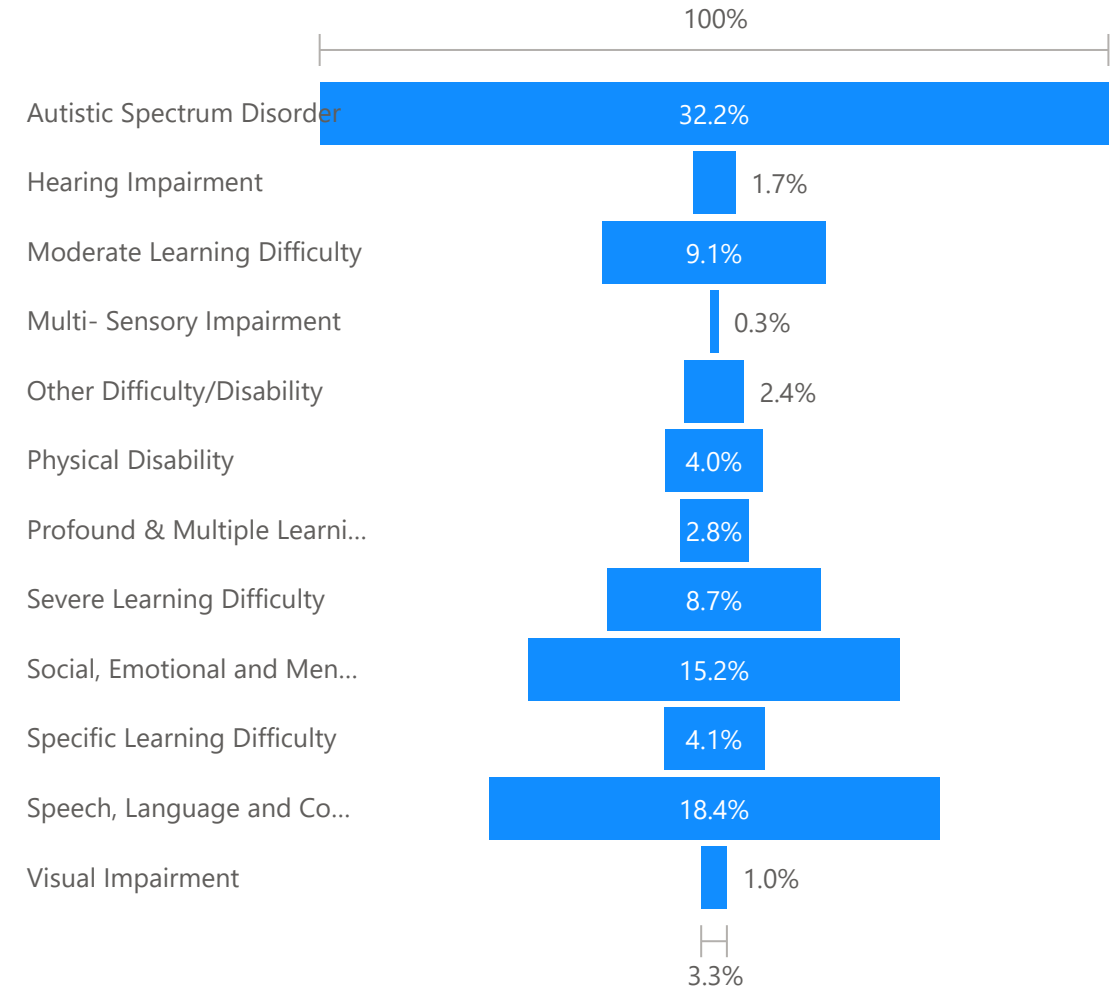 100%
Autistic Spectrum Disorder 32.2%
Hearing Impairment 1.7%
Moderate Learning Difficulty 9.1%
Multi- Sensory Impairment 0.3%
Other Difficulty/Disability 2.4%
Physical Disability 4.0%
Profound & Multiple Learni... 2.8%
Severe Learning Difficulty 8.7%
Social, Emotional and Men... 15.2%
Specific Learning Difficulty 4.1%
Speech, Language and Co... 18.4%
Visual Impairment 1.0%
3.3%